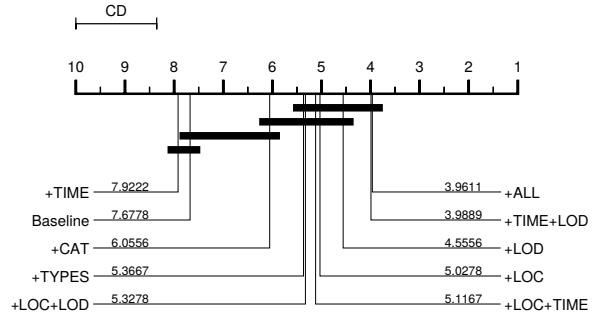 CD
10 9 8 7 6 5 4 3 2 1
+TIME 7.9222 3.9611 +ALL
Baseline 7.6778 3.9889 +TIME+LOD
+CAT 6.0556 4.5556 +LOD
+TYPES 5.3667 5.0278 +LOC
+LOC+LOD 5.3278 5.1167 +LOC+TIME